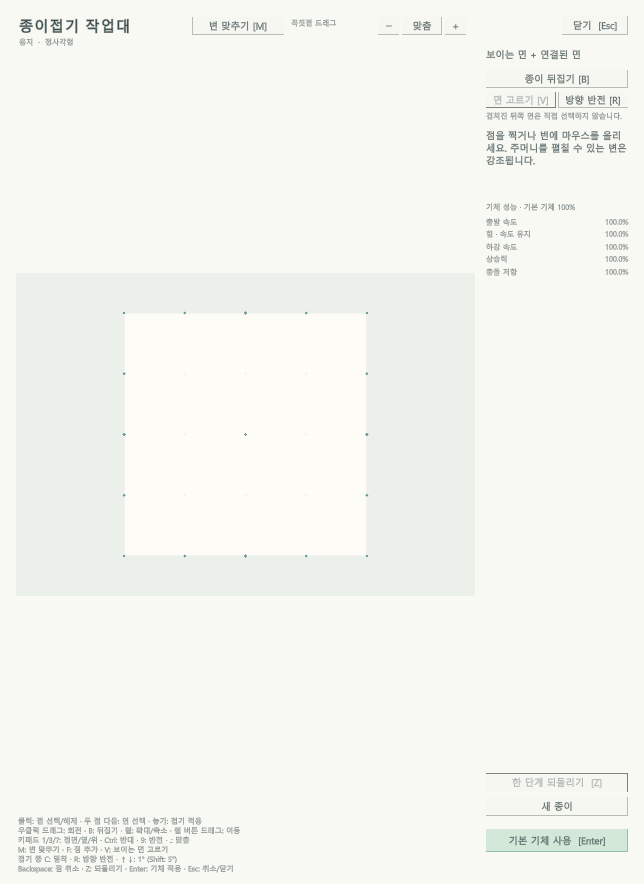 종이접기 작업대
용지 · 정사각형
변 맞추기 [M]
꼭짓점 드래그
− 맞춤 +
닫기 [Esc]
보이는 면 + 연결된 면
종이 뒤집기 [B]
면 고르기 [V] 방향 반전 [R]
겹쳐진 뒤쪽 면은 직접 선택하지 않습니다.
점을 찍거나 변에 마우스를 올리
세요. 주머니를 펼칠 수 있는 변은
강조됩니다.
기체 성능 · 기본 기체 100%
출발 속도 100.0%
힘 · 속도 유지 100.0%
하강 속도 100.0%
상승력 100.0%
충돌 저항 100.0%
한 단계 되돌리기 [Z]
새 종이
기본 기체 사용 [Enter]
클릭: 점 선택/해제 · 두 점 다음: 면 선택 · 놓기: 접기 적용
우클릭 드래그: 회전 · B: 뒤집기 · 휠: 확대/축소 · 휠 버튼 드래그: 이동
키패드 1/3/7: 정면/옆/위 · Ctrl: 반대 · 9: 반전 · .: 맞춤
M: 변 맞추기 · F: 점 추가 · V: 보이는 면 고르기
접기 중 C: 밀착 · R: 방향 반전 · ↑ ↓: 1° (Shift: 5°)
Backspace: 점 취소 · Z: 되돌리기 · Enter: 기체 적용 · Esc: 취소/닫기